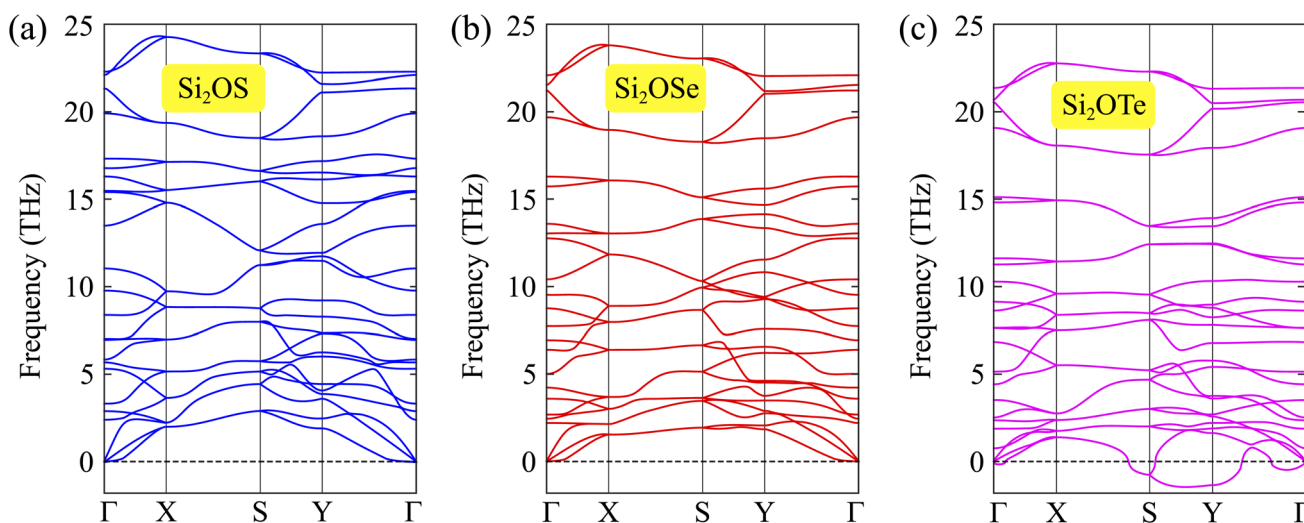 (a)
25
20
15
10
5
0
Frequency (THz)
Si₂OS
Γ X S Y Γ
(b)
25
20
15
10
5
0
Frequency (THz)
Si₂OSe
Γ X S Y Γ
(c)
25
20
15
10
5
0
Frequency (THz)
Si₂OTe
Γ X S Y Γ